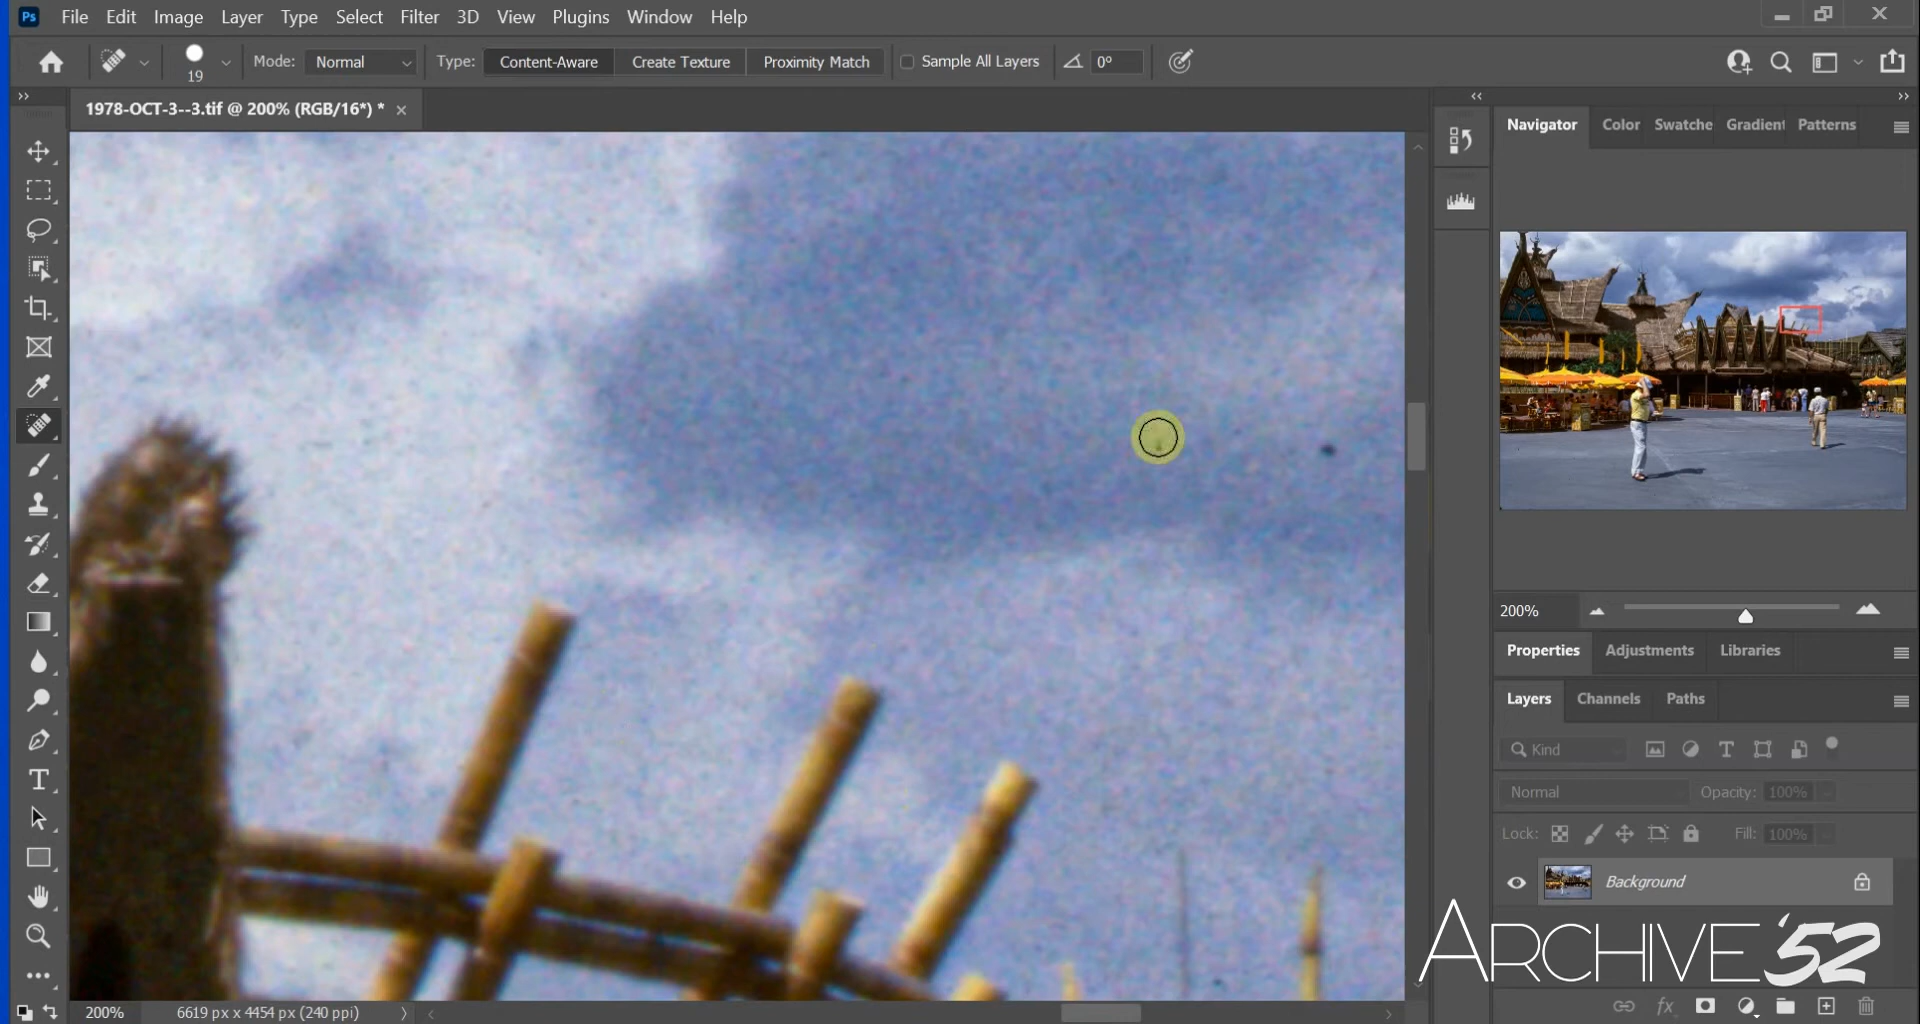 Ps File Edit Image Layer Type Select Filter 3D View Plugins Window Help
19 Mode: Normal Type: Content-Aware Create Texture Proximity Match Sample All Layers 0°
1978-OCT-3--3.tif @ 200% (RGB/16*) * ×
Navigator Color Swatche Gradient Patterns
200%
Properties Adjustments Libraries
Layers Channels Paths
Kind
Normal Opacity: 100%
Lock: Fill: 100%
Background
ARCHIVE '52
200% 6619 px x 4454 px (240 ppi)